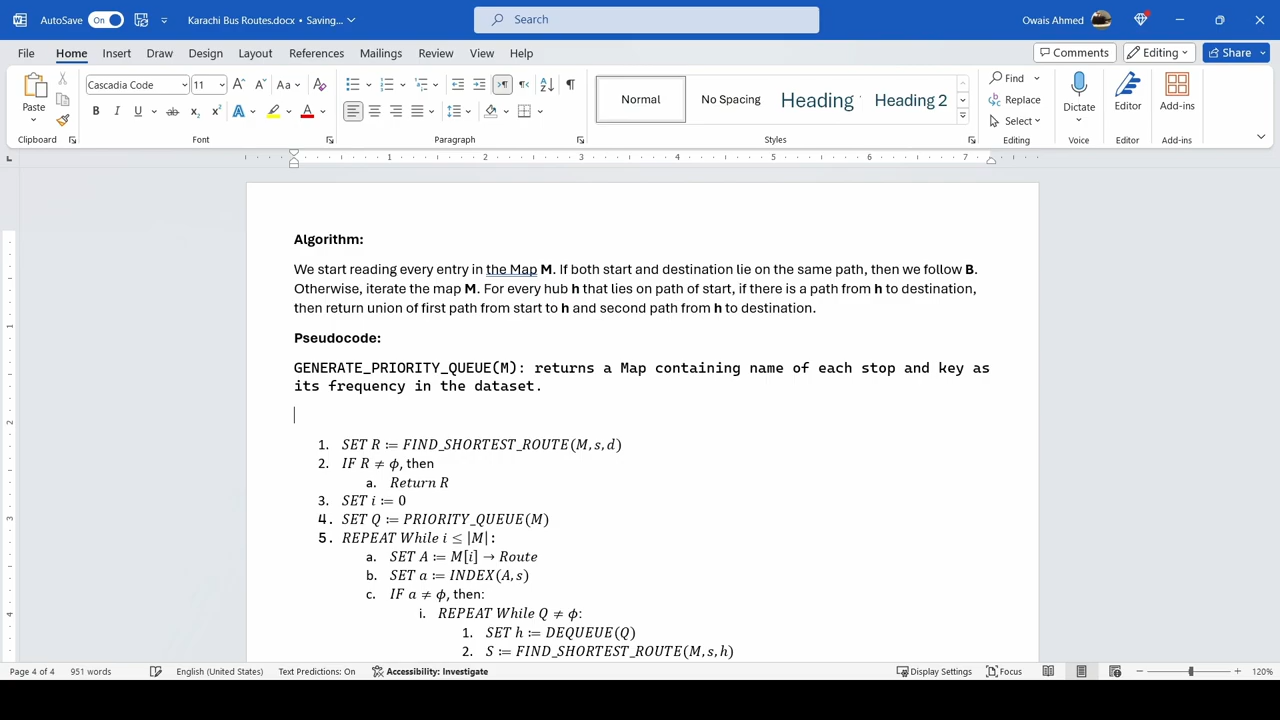 AutoSave On Karachi Bus Routes.docx • Saving... Search Owais Ahmed
File Home Insert Draw Design Layout References Mailings Review View Help Comments Editing Share
Paste Cascadia Code 11 Normal No Spacing Heading Heading 2 Find Replace Select Dictate Editor Add-ins
Clipboard Font Paragraph Styles Editing Voice Editor Add-ins
1 2 3 4 5 6 7
Algorithm:
We start reading every entry in the Map M. If both start and destination lie on the same path, then we follow B.
Otherwise, iterate the map M. For every hub h that lies on path of start, if there is a path from h to destination,
then return union of first path from start to h and second path from h to destination.
Pseudocode:
GENERATE_PRIORITY_QUEUE(M): returns a Map containing name of each stop and key as
its frequency in the dataset.
1. SET R ≔ FIND_SHORTEST_ROUTE(M, s, d)
2. IF R ≠ ϕ, then
a. Return R
3. SET i ≔ 0
4. SET Q ≔ PRIORITY_QUEUE(M)
5. REPEAT While i ≤ |M|:
a. SET A ≔ M[i] → Route
b. SET a ≔ INDEX(A, s)
c. IF a ≠ ϕ, then:
i. REPEAT While Q ≠ ϕ:
1. SET h ≔ DEQUEUE(Q)
2. S ≔ FIND_SHORTEST_ROUTE(M, s, h)
Page 4 of 4 951 words English (United States) Text Predictions: On Accessibility: Investigate Display Settings Focus 120%